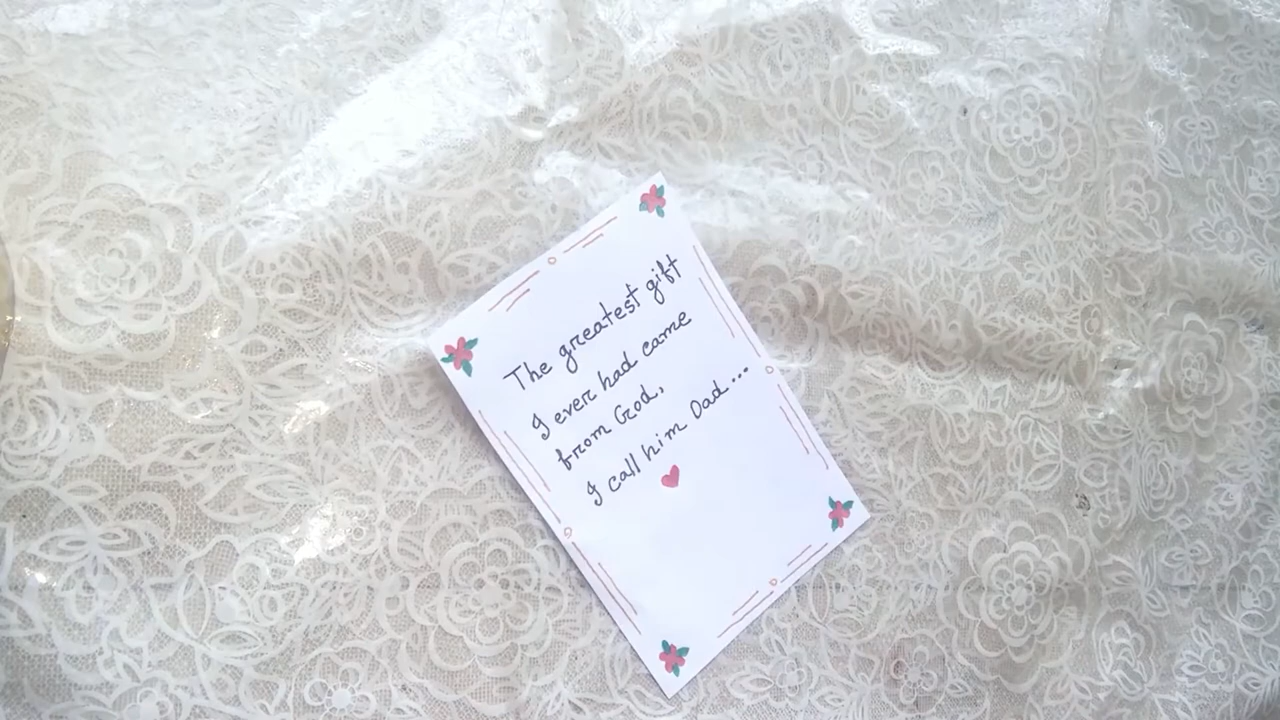 The greatest gift
I ever had came
from God,
I call him Dad...